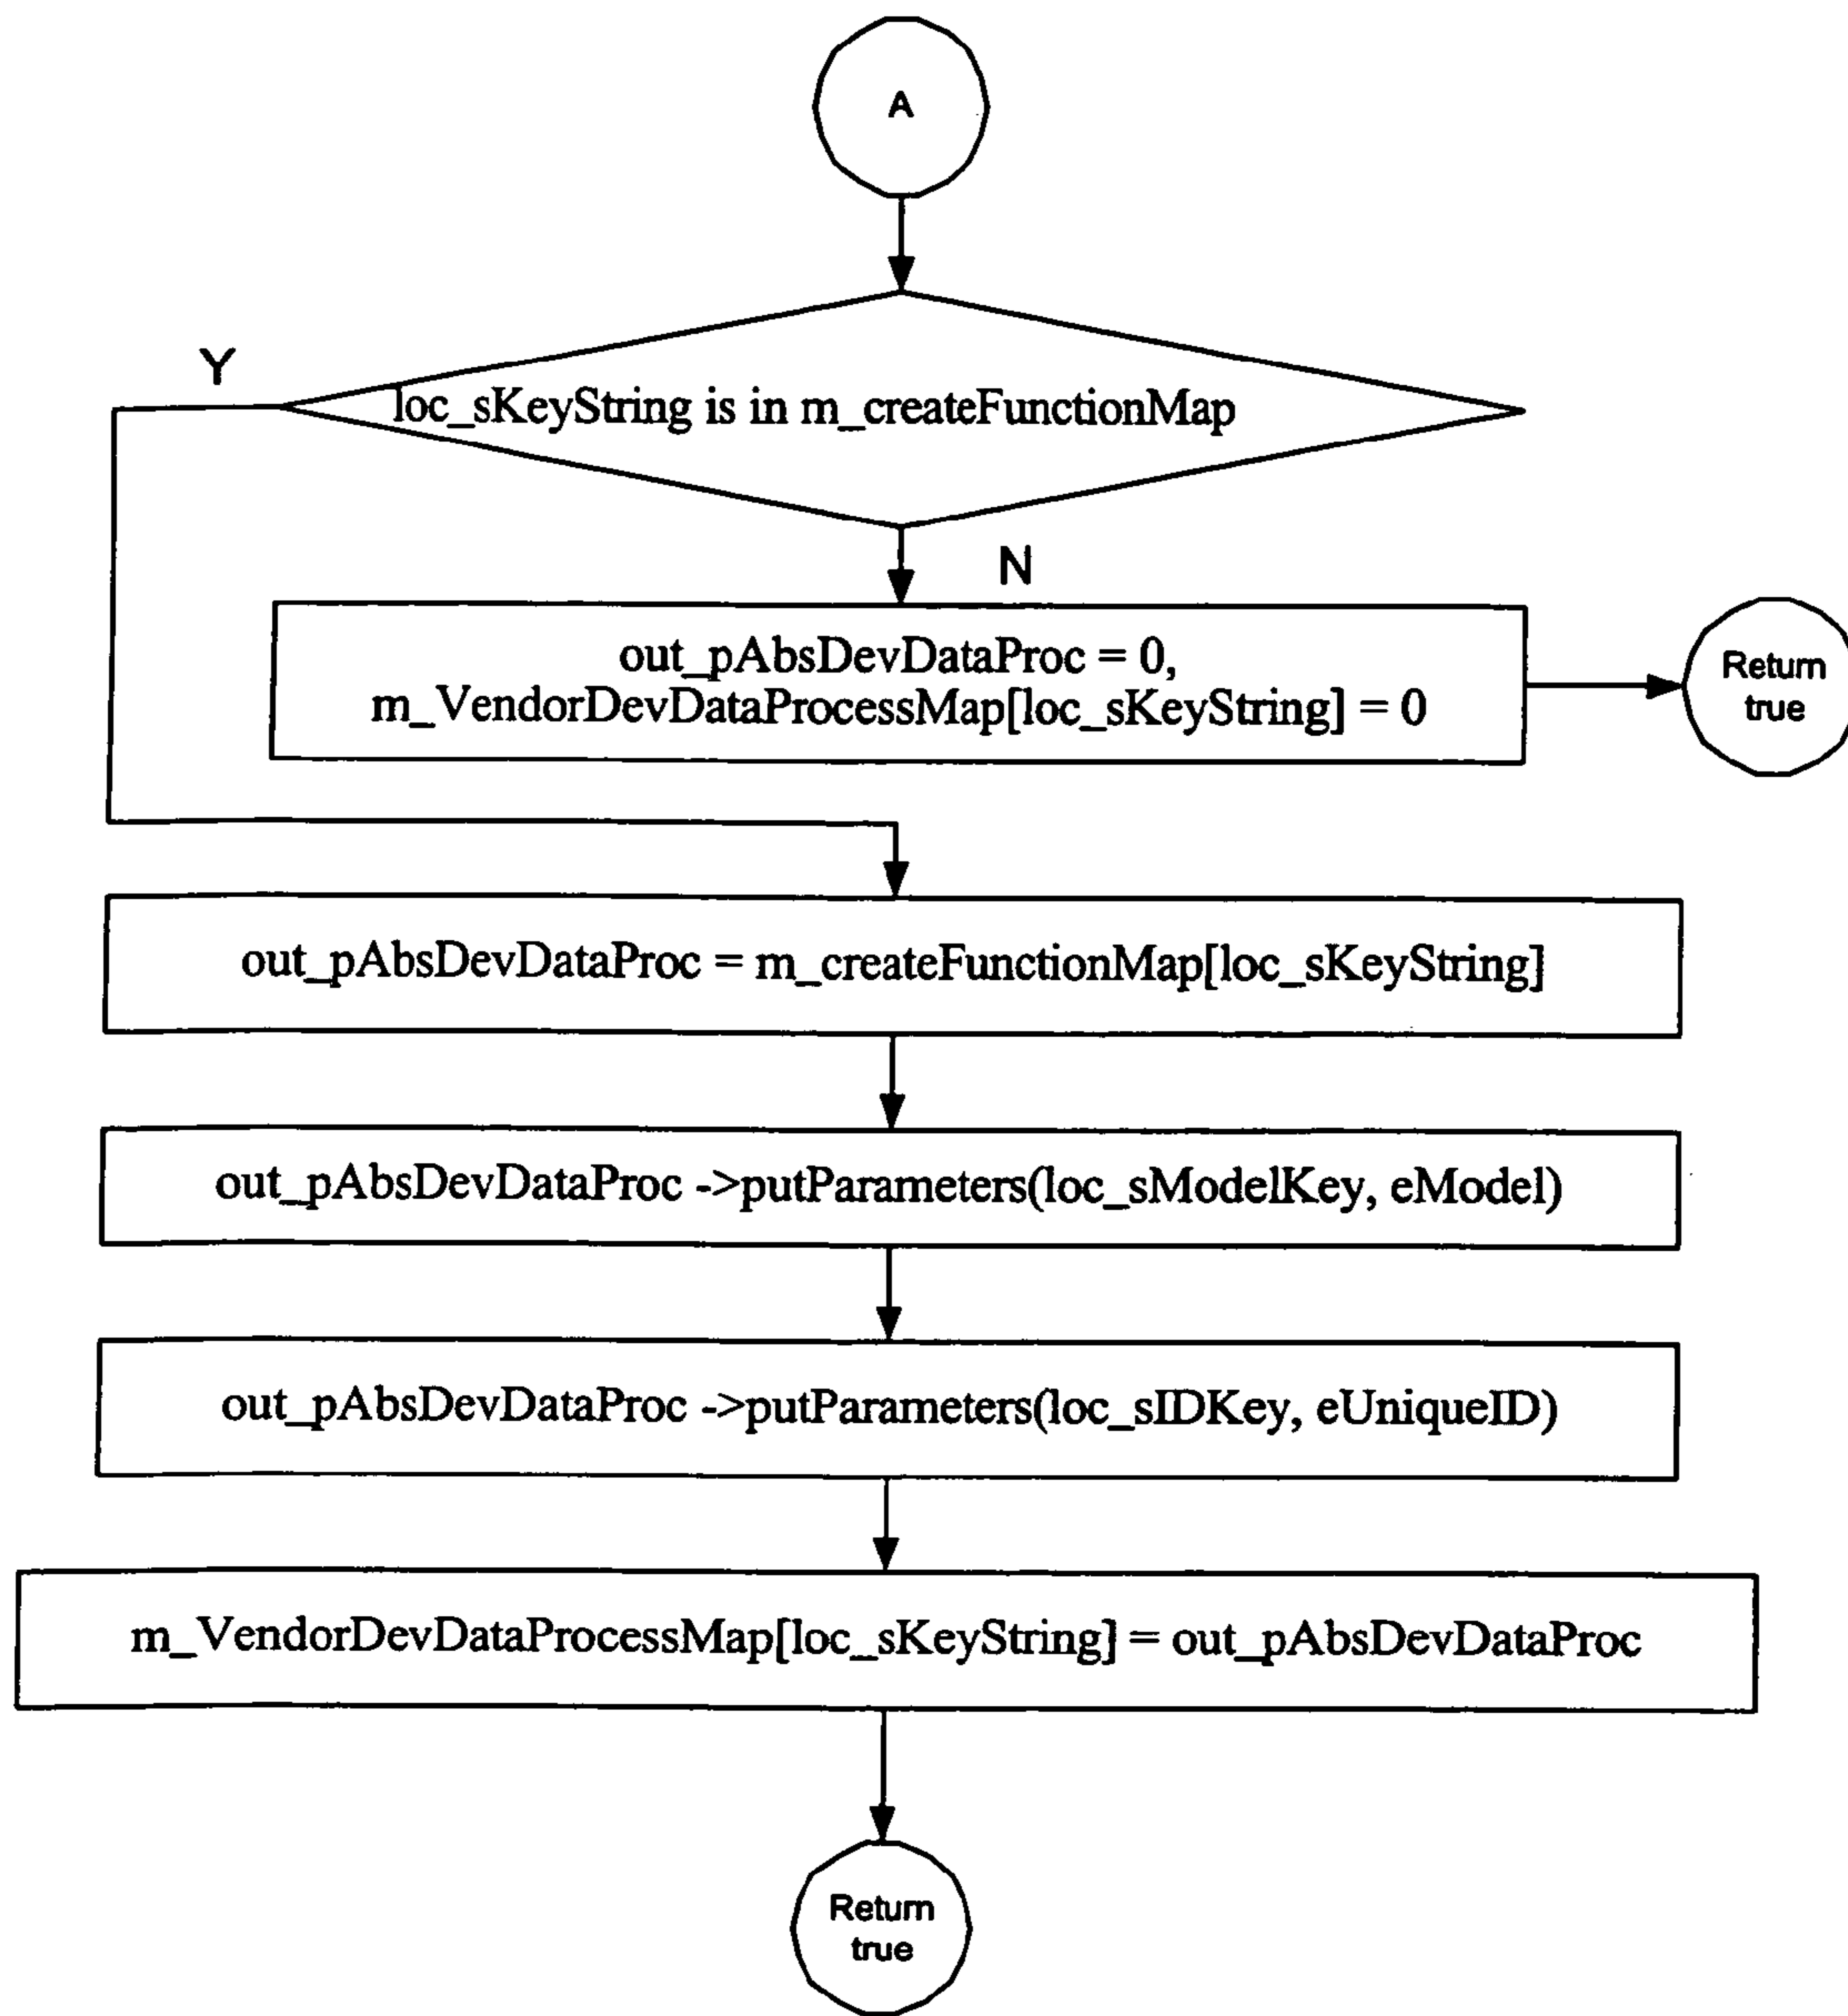 A
Y
loc_sKeyString is in m_createFunctionMap
N
out_pAbsDevDataProc = 0,
m_VendorDevDataProcessMap[loc_sKeyString] = 0
Return
true
out_pAbsDevDataProc = m_createFunctionMap[loc_sKeyString]
out_pAbsDevDataProc ->putParameters(loc_sModelKey, eModel)
out_pAbsDevDataProc ->putParameters(loc_sIDKey, eUniqueID)
m_VendorDevDataProcessMap[loc_sKeyString] = out_pAbsDevDataProc
Return
true